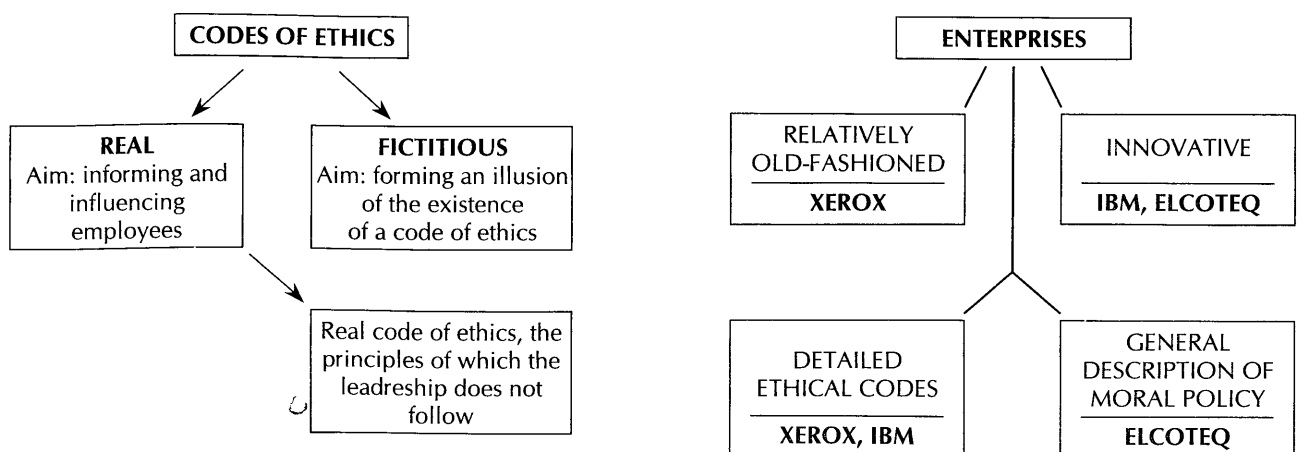 CODES OF ETHICS
REAL
Aim: informing and
influencing
employees
FICTITIOUS
Aim: forming an illusion
of the existence
of a code of ethics
Real code of ethics, the
principles of which the
leadreship does not
follow
ENTERPRISES
RELATIVELY
OLD-FASHIONED
XEROX
INNOVATIVE
IBM, ELCOTEQ
DETAILED
ETHICAL CODES
XEROX, IBM
GENERAL
DESCRIPTION OF
MORAL POLICY
ELCOTEQ